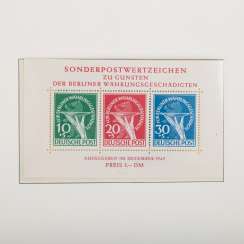 SONDERPOSTWERTZEICHEN
ZU GUNSTEN
DER BERLINER WÄHRUNGSGESCHÄDIGTEN
10
20
30
DEUTSCHE POST
DEUTSCHE POST
DEUTSCHE POST
AUSGEGEBEN IM DEZEMBER 1949
PREIS 1.- DM